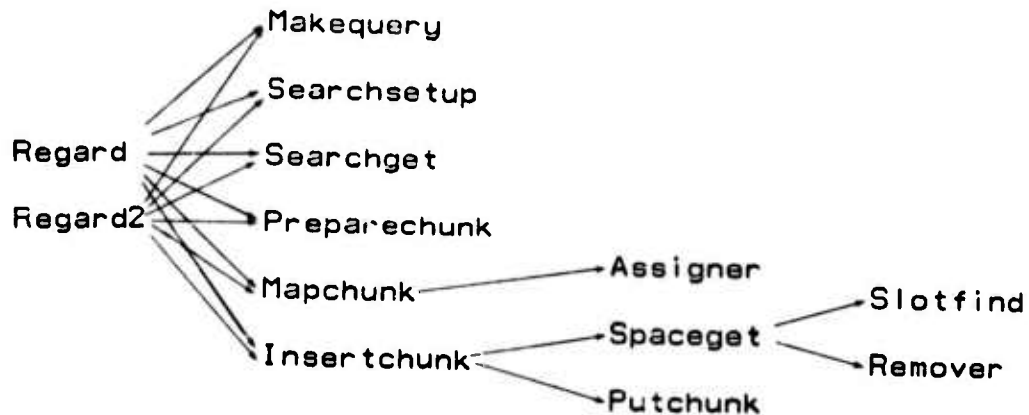 Makequery
Searchsetup
Regard
Searchget
Regard2
Preparechunk
Mapchunk
Assigner
Slotfind
Insertchunk
Spaceget
Remover
Putchunk